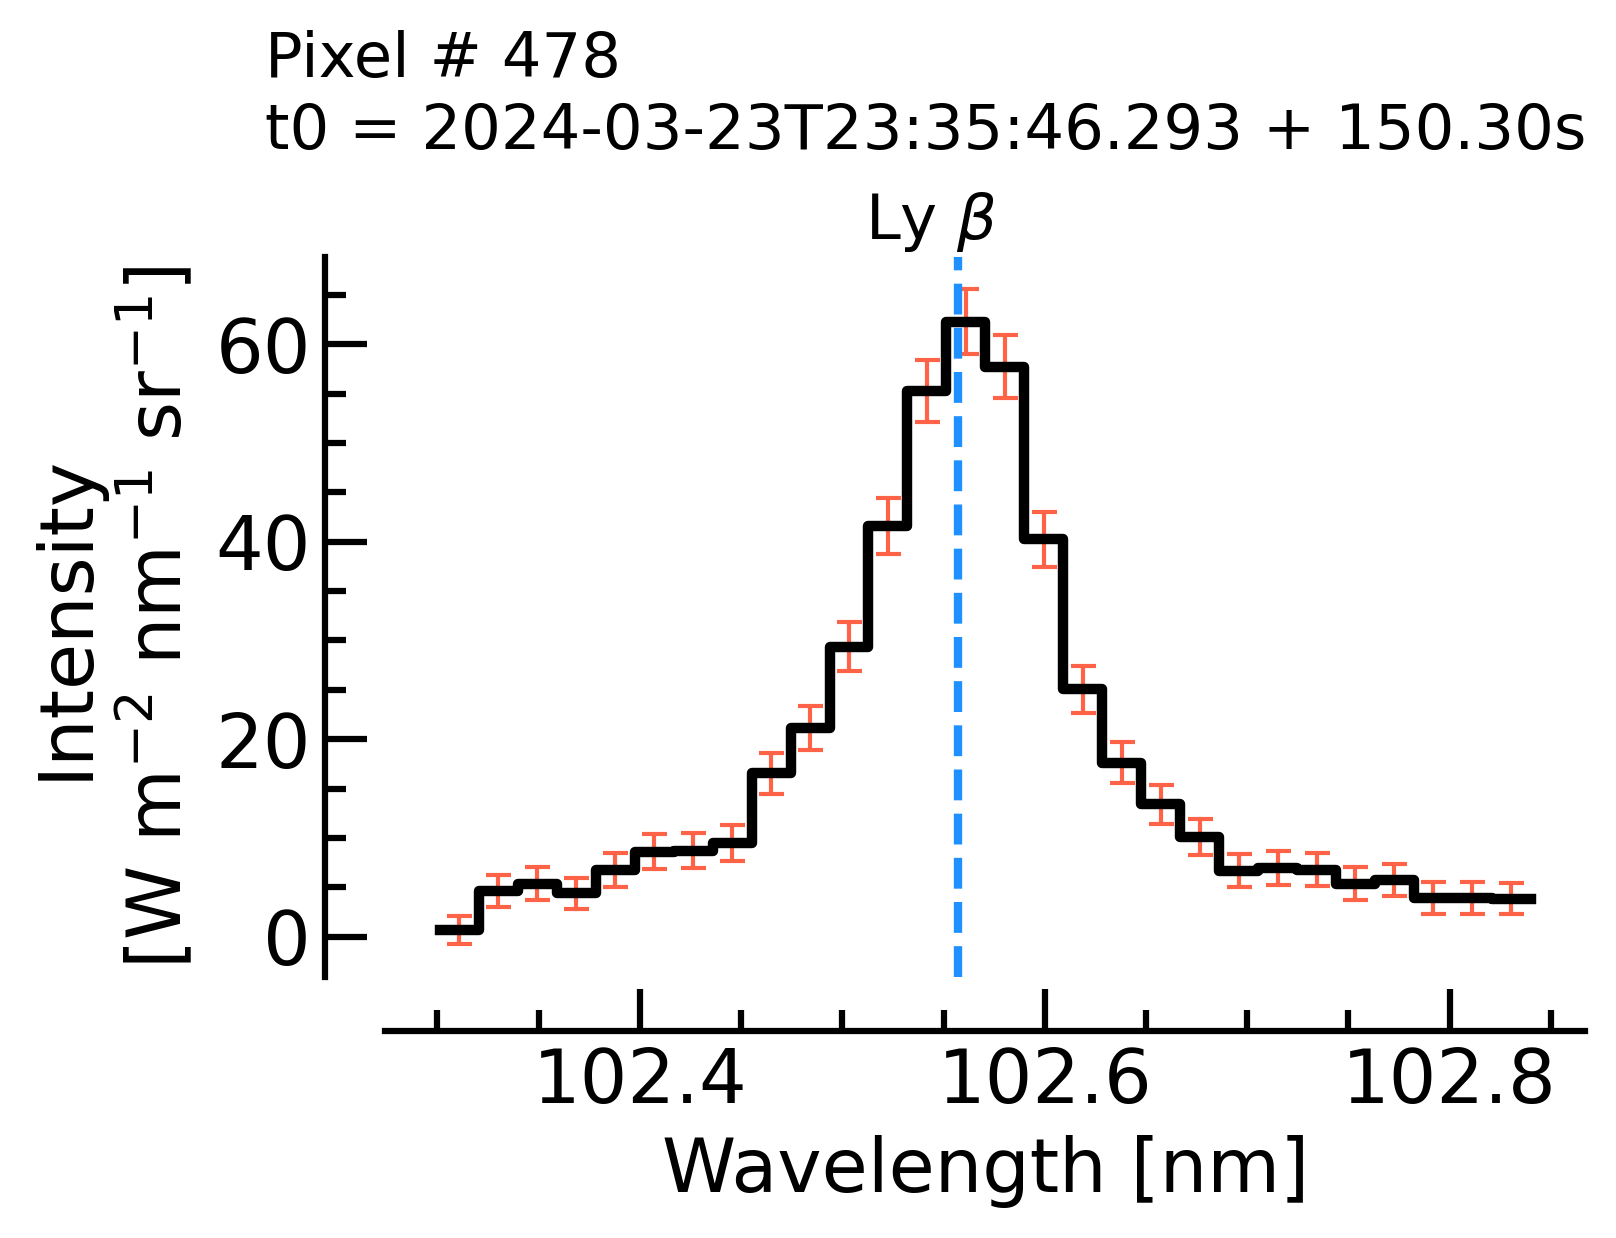 Pixel # 478
t0 = 2024-03-23T23:35:46.293 + 150.30s
Ly β
Intensity
[W m⁻² nm⁻¹ sr⁻¹]
60
40
20
0
102.4 102.6 102.8
Wavelength [nm]